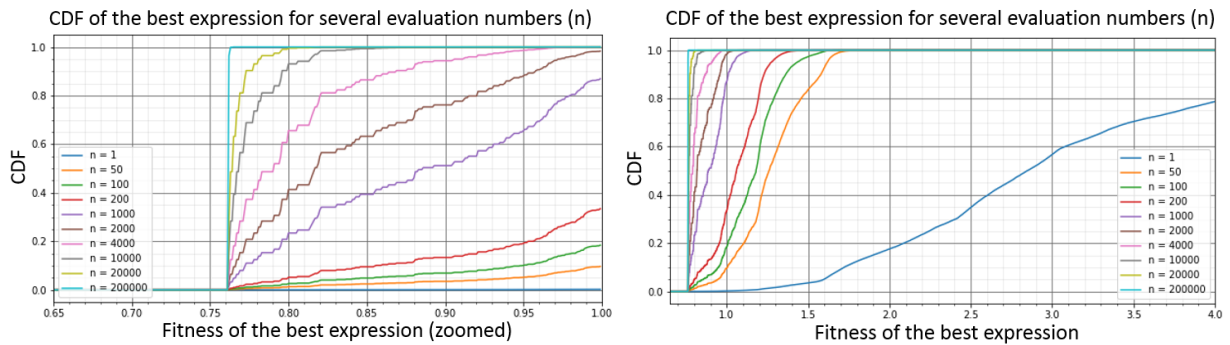 CDF of the best expression for several evaluation numbers (n)
CDF
1.0
0.8
0.6
0.4
0.2
0.0
n = 1
n = 50
n = 100
n = 200
n = 1000
n = 2000
n = 4000
n = 10000
n = 20000
n = 200000
0.65 0.70 0.75 0.80 0.85 0.90 0.95 1.00
Fitness of the best expression (zoomed)
CDF of the best expression for several evaluation numbers (n)
CDF
1.0
0.8
0.6
0.4
0.2
0.0
n = 1
n = 50
n = 100
n = 200
n = 1000
n = 2000
n = 4000
n = 10000
n = 20000
n = 200000
1.0 1.5 2.0 2.5 3.0 3.5 4.0
Fitness of the best expression